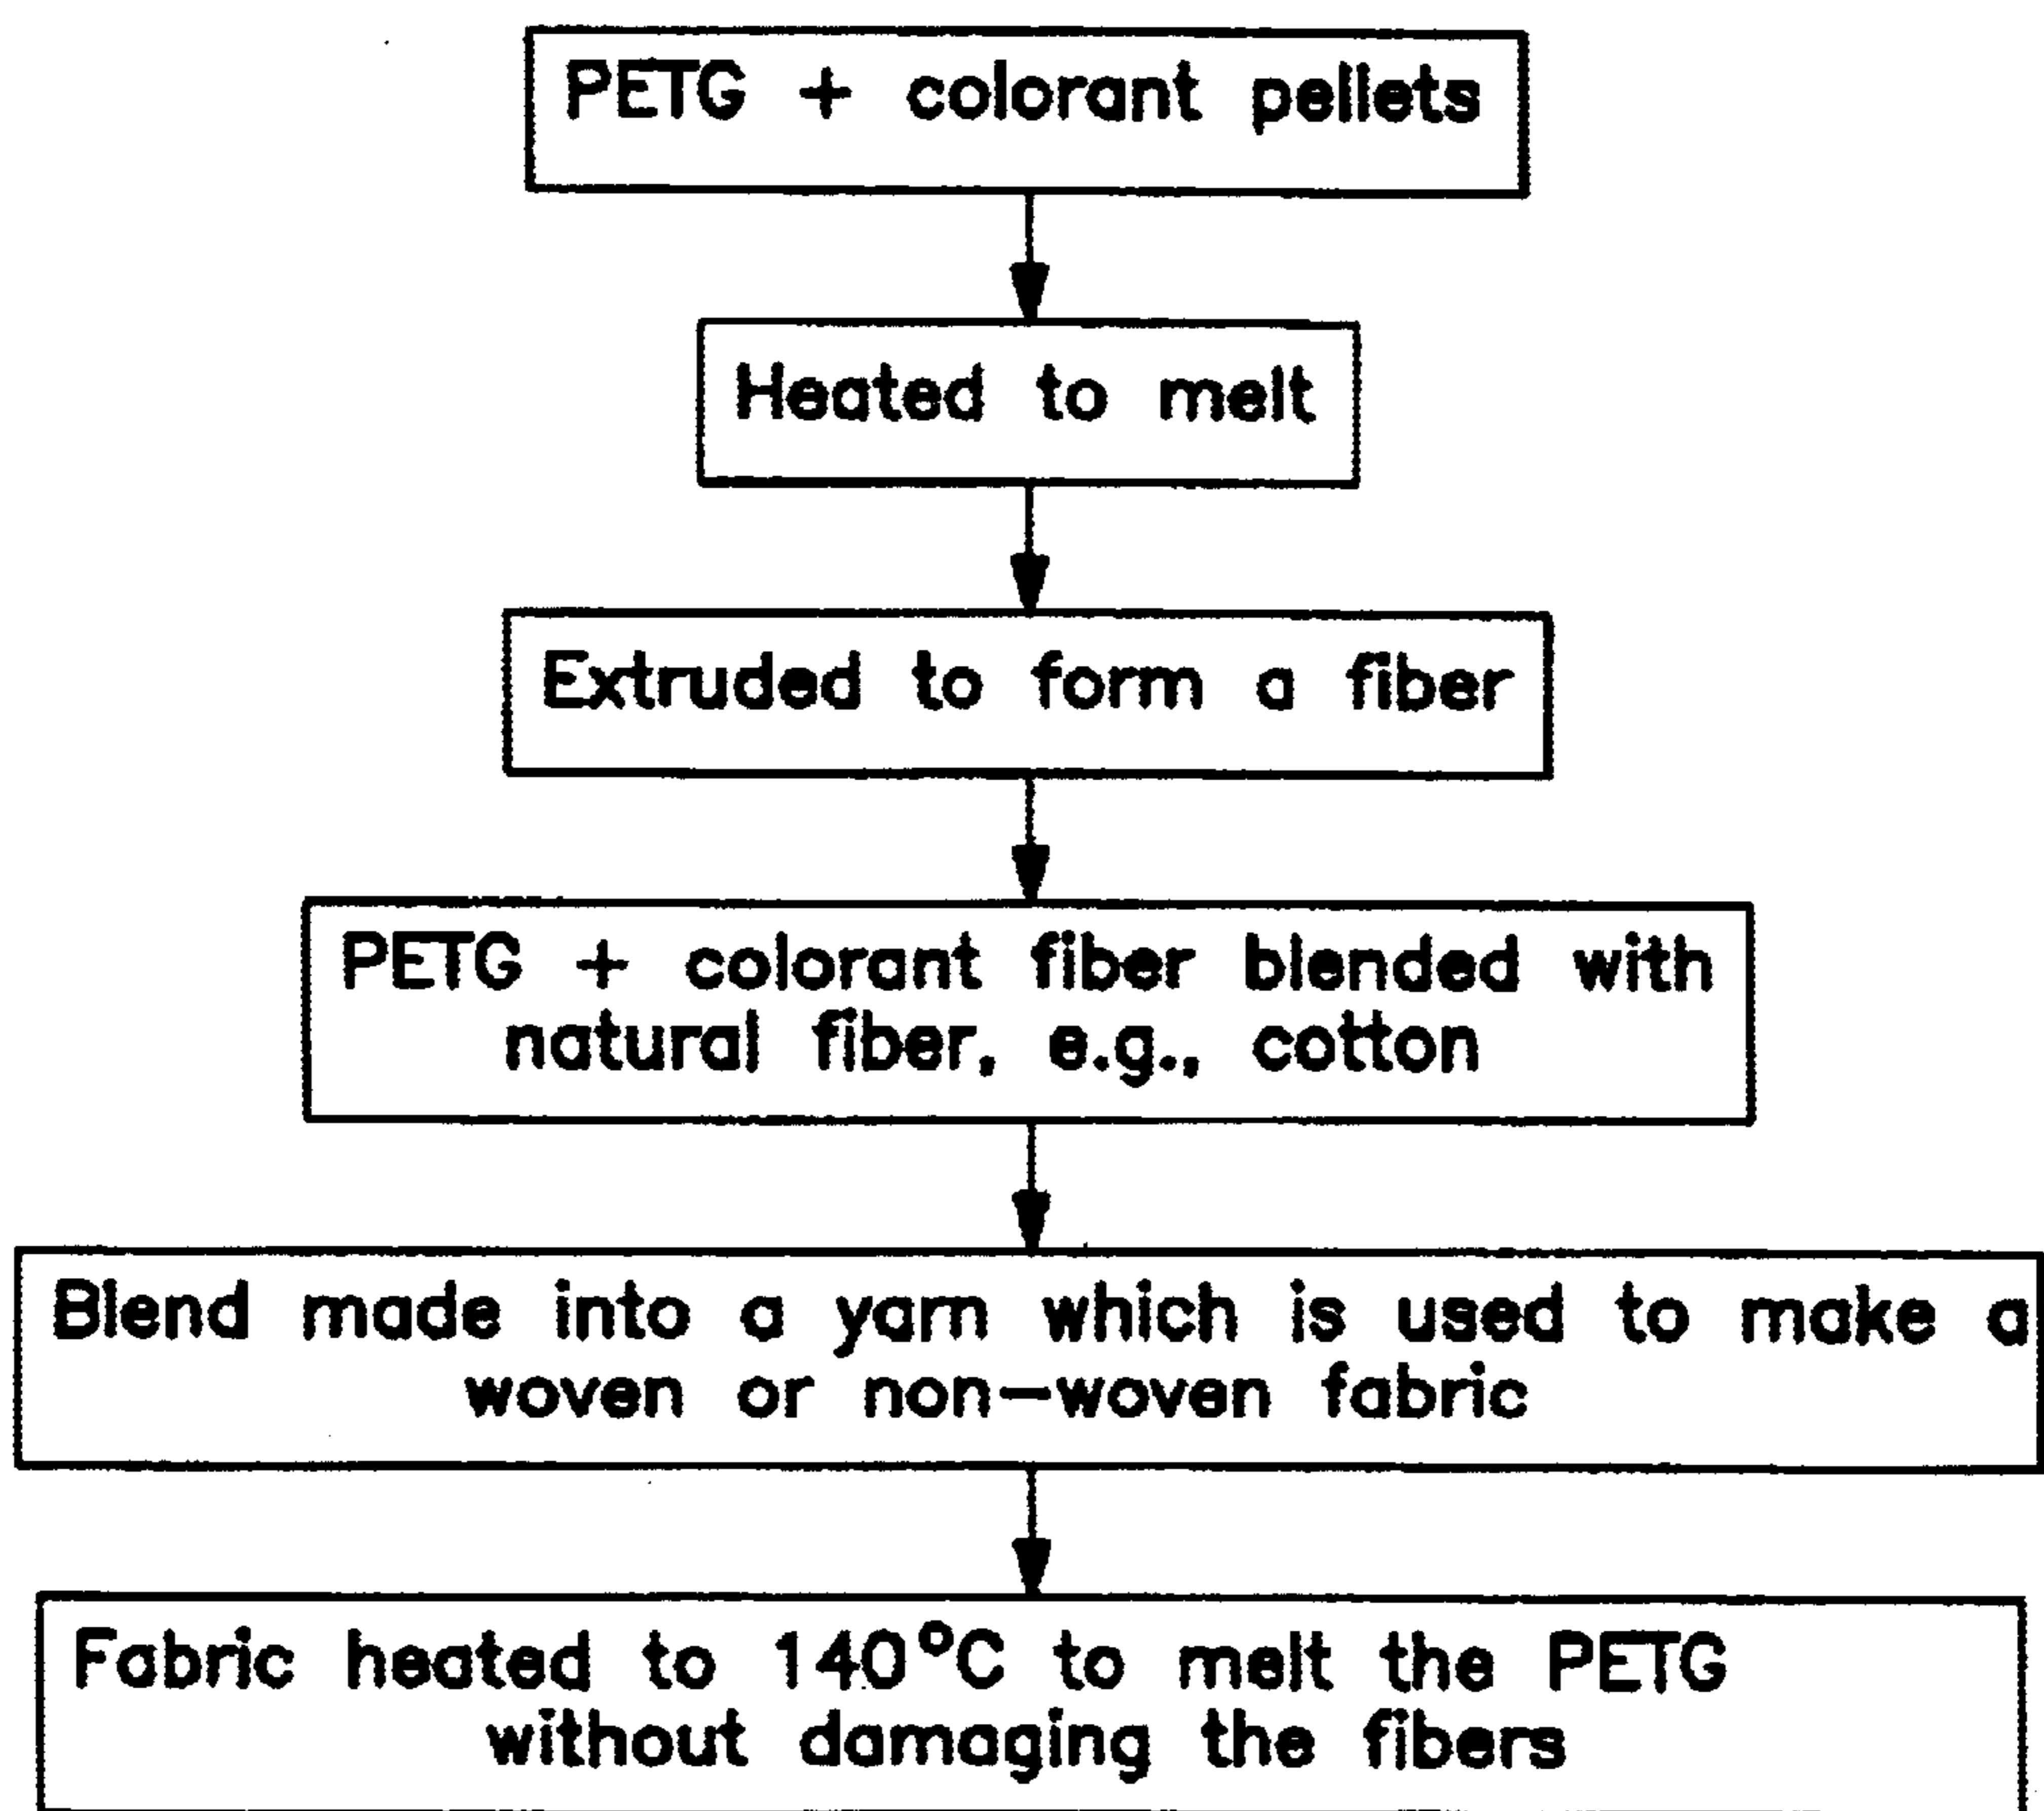 PETG + colorant pellets
Heated to melt
Extruded to form a fiber
PETG + colorant fiber blended with
natural fiber, e.g., cotton
Blend made into a yarn which is used to make a
woven or non-woven fabric
Fabric heated to 140°C to melt the PETG
without damaging the fibers